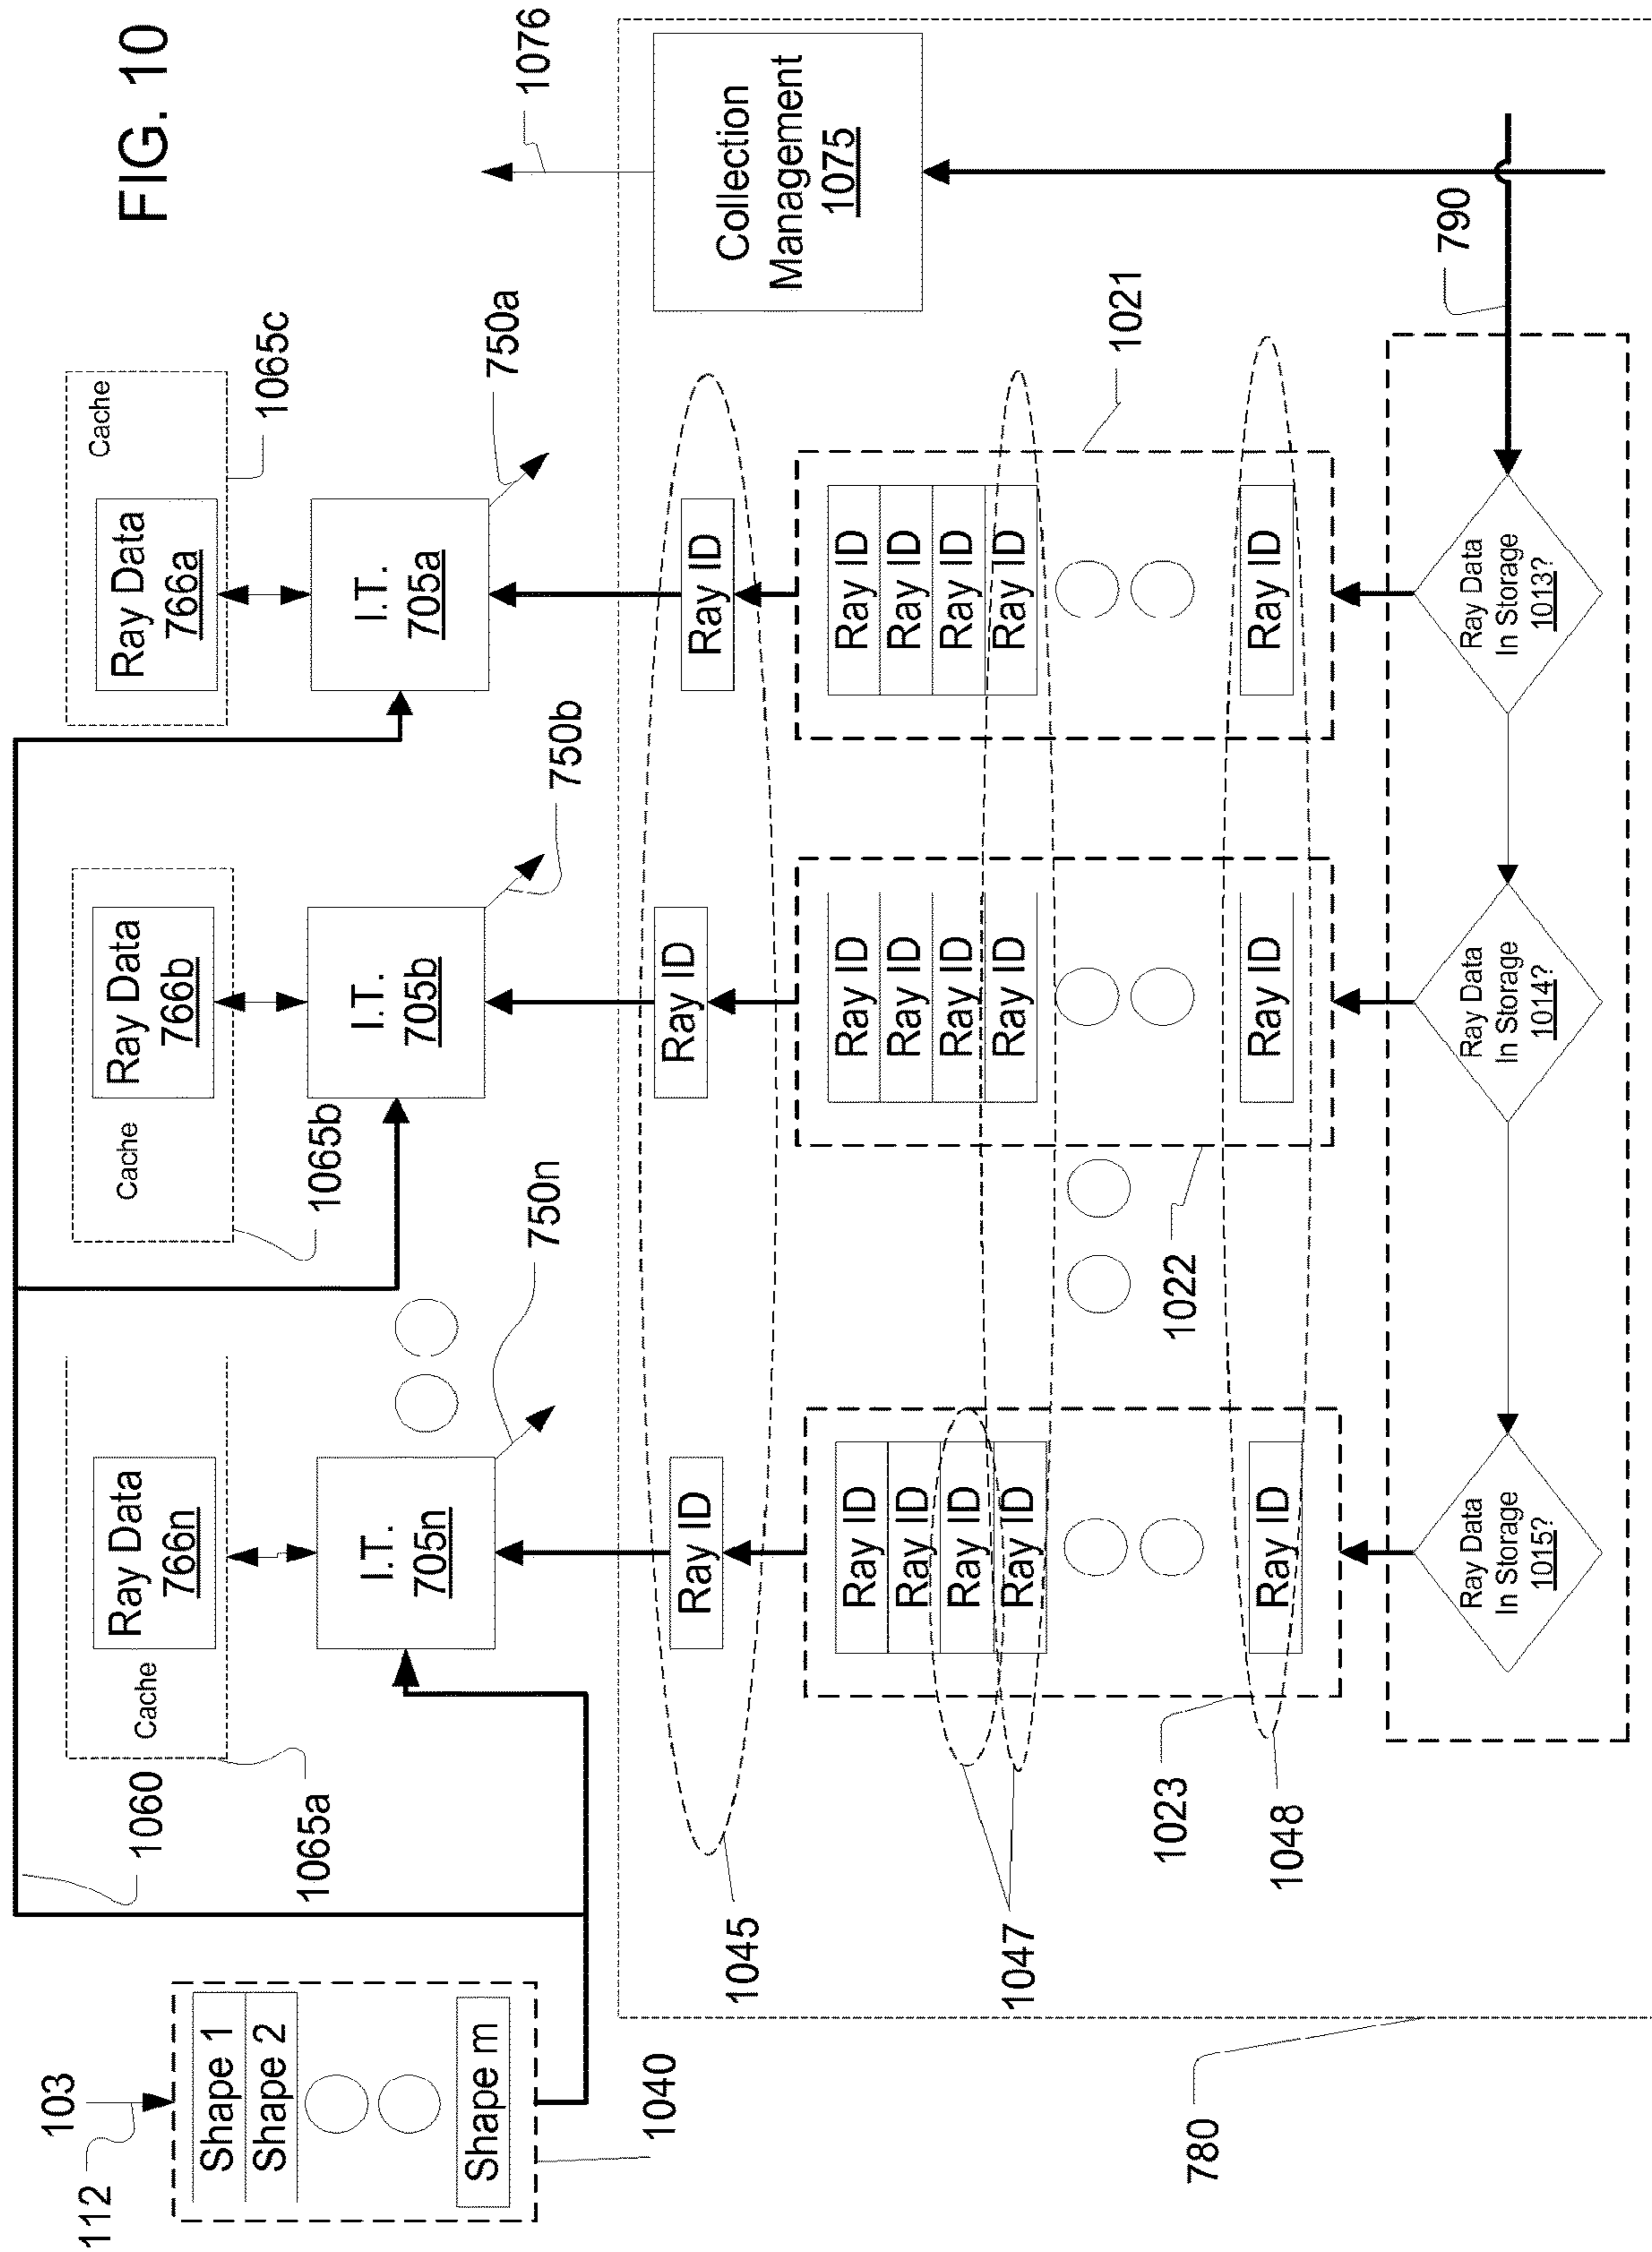 FIG. 10
112
103
Shape 1
Shape 2
Shape m
1040
1060
1065a
Cache
Ray Data
766n
I.T.
705n
750n
1065b
Cache
Ray Data
766b
I.T.
705b
750b
Cache
Ray Data
766a
1065c
I.T.
705a
750a
1076
1045
Ray ID
Ray ID
Ray ID
Collection
Management
1075
1047
Ray ID
Ray ID
Ray ID
Ray ID
Ray ID
1023
1048
Ray ID
Ray ID
Ray ID
Ray ID
Ray ID
1022
Ray ID
Ray ID
Ray ID
Ray ID
Ray ID
1021
780
Ray Data
In Storage
1015?
Ray Data
In Storage
1014?
Ray Data
In Storage
1013?
790